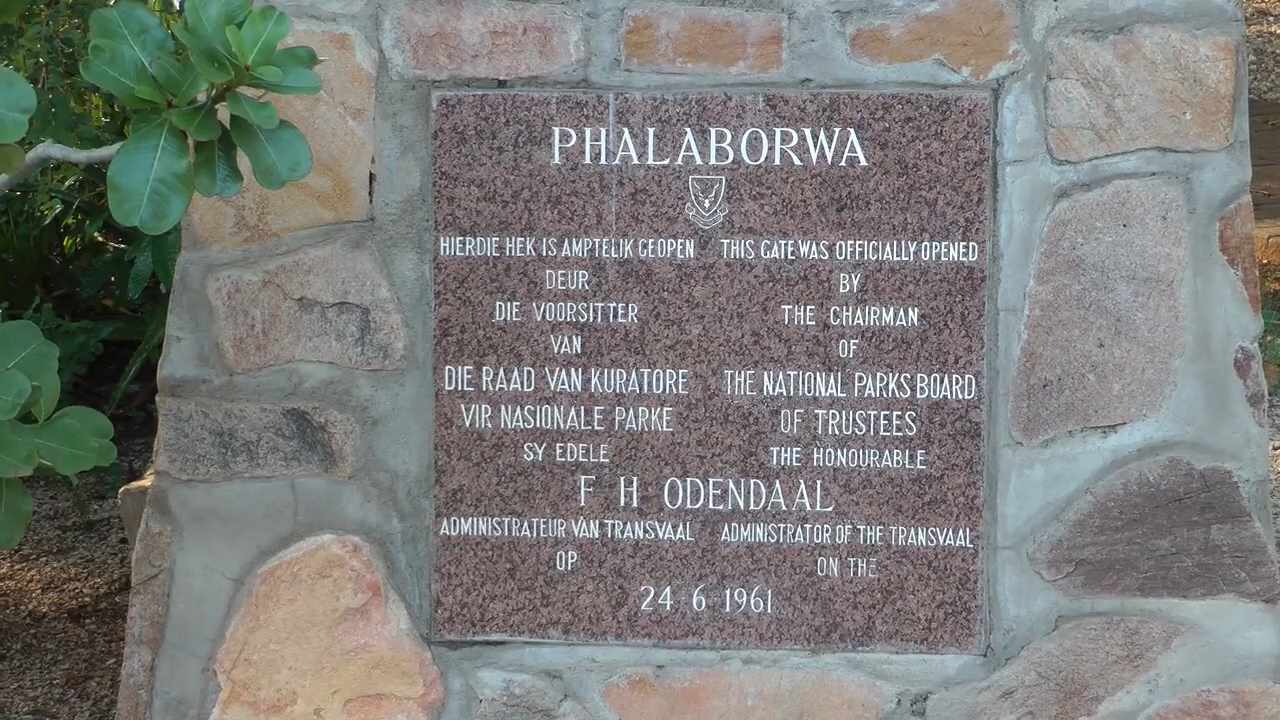 PHALABORWA
HIERDIE HEK IS AMPTELIK GEOPEN
DEUR
DIE VOORSITTER
VAN
DIE RAAD VAN KURATORE
VIR NASIONALE PARKE
SY EDELE
THIS GATE WAS OFFICIALLY OPENED
BY
THE CHAIRMAN
OF
THE NATIONAL PARKS BOARD
OF TRUSTEES
THE HONOURABLE
F H ODENDAAL
ADMINISTRATEUR VAN TRANSVAAL
OP
ADMINISTRATOR OF THE TRANSVAAL
ON THE
24 6 1961